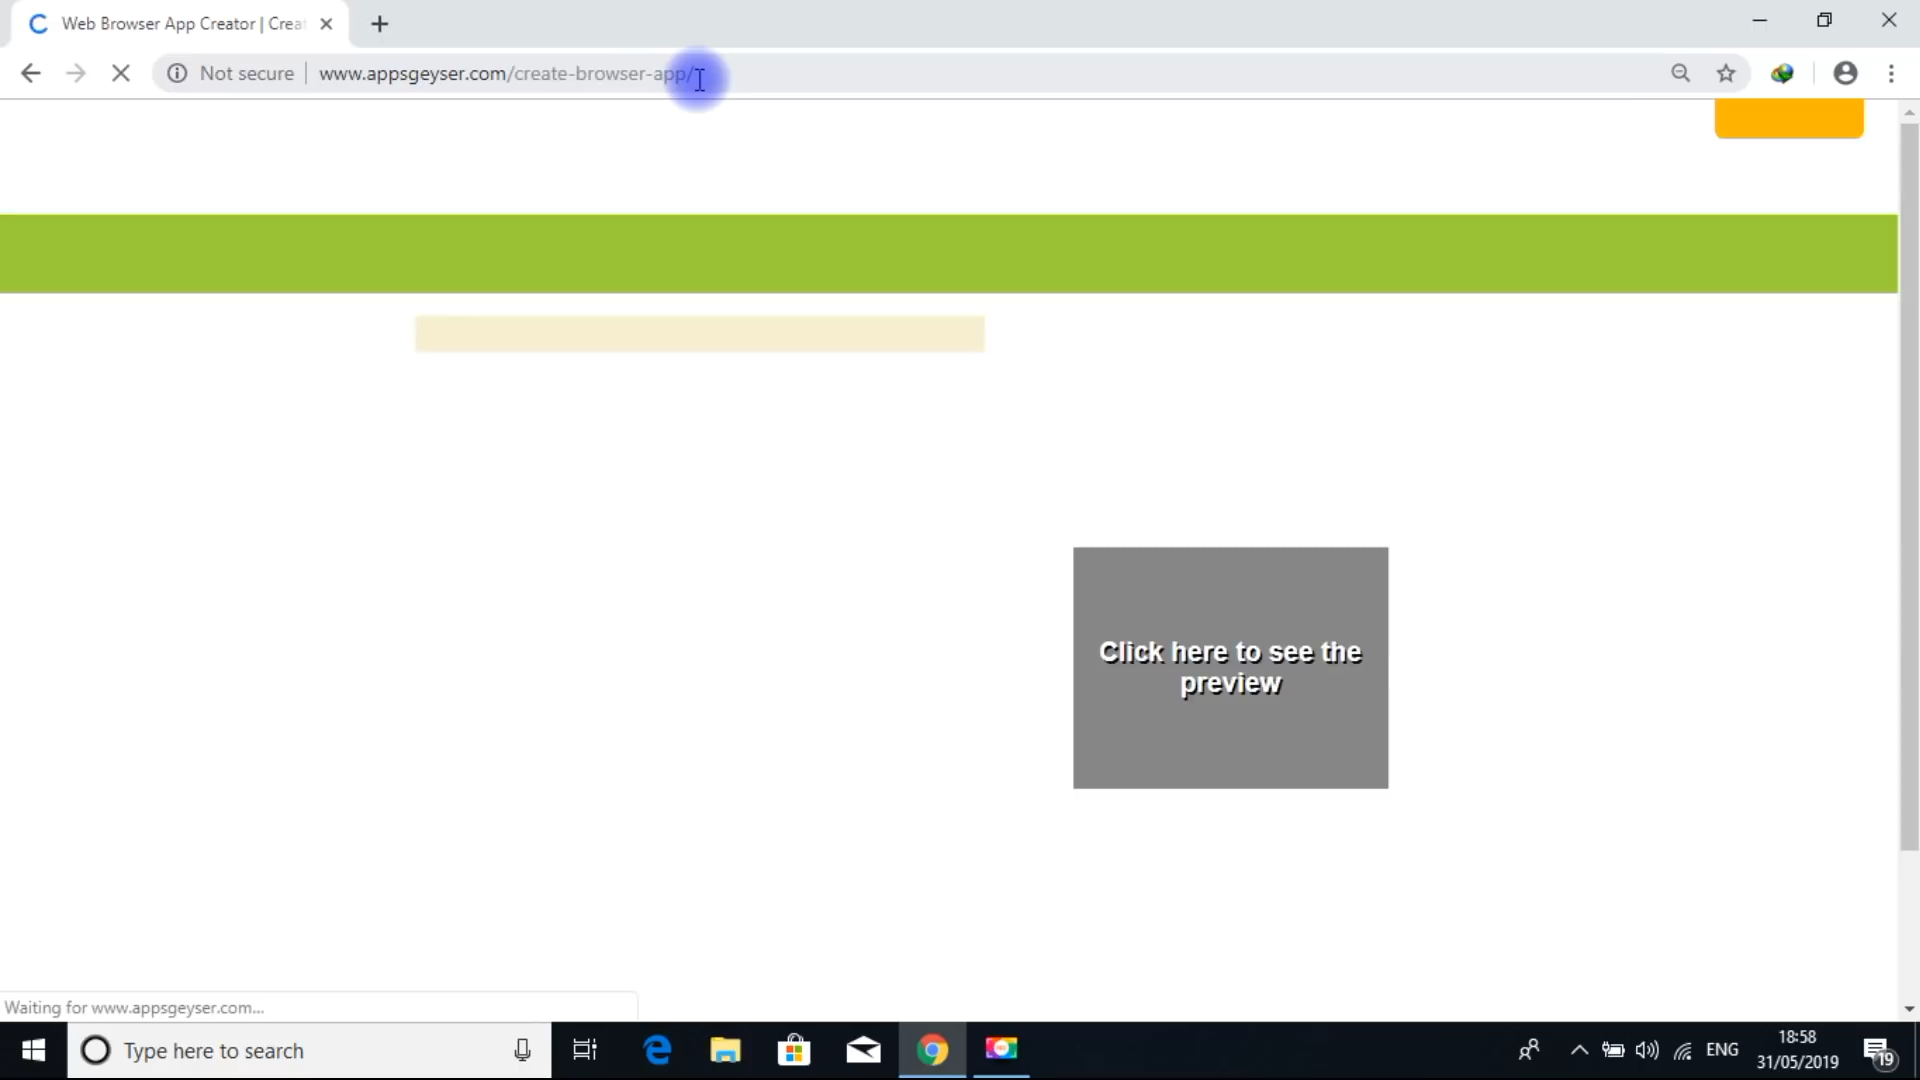 Web Browser App Creator | Crea
Not secure
www.appsgeyser.com/create-browser-app/
Click here to see the
preview
Waiting for www.appsgeyser.com...
Type here to search
ENG
18:58
31/05/2019
19